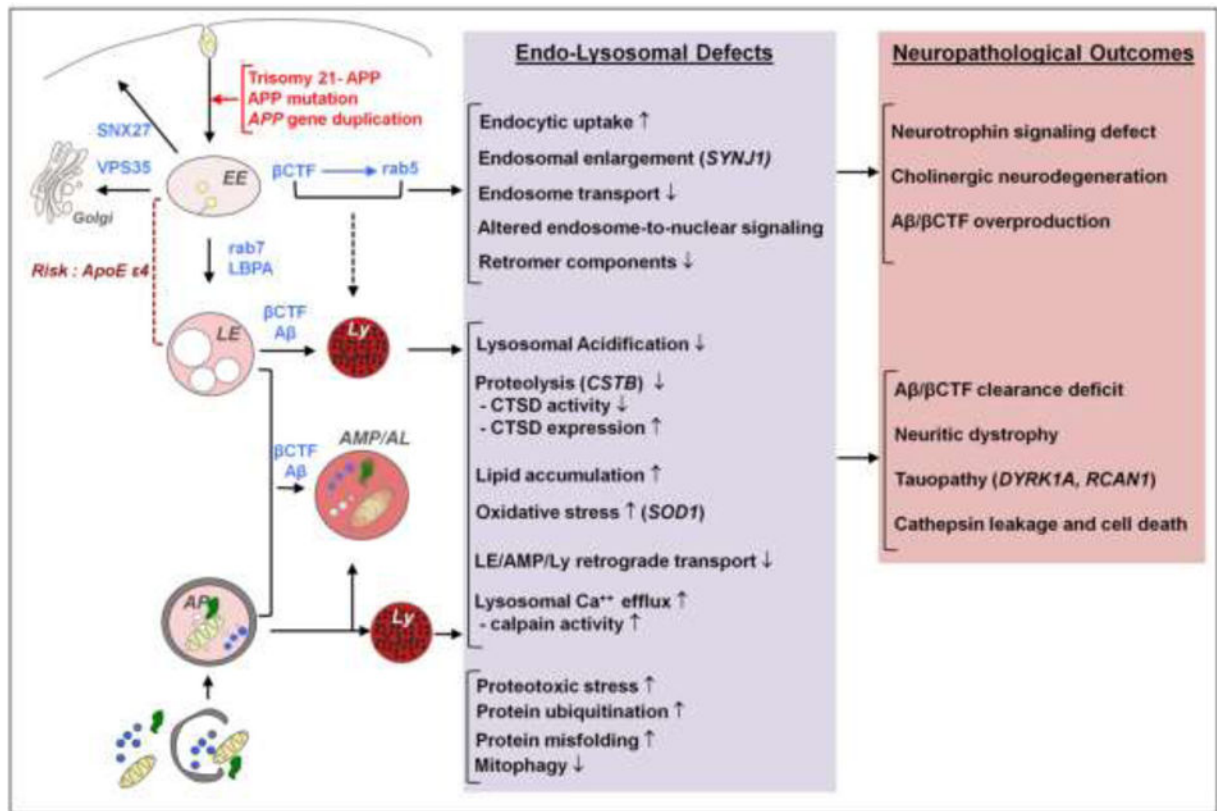 Trisomy 21- APP
APP mutation
APP gene duplication
SNX27
VPS35
Golgi
EE
βCTF
rab5
rab7
LBPA
Risk : ApoE ε4
LE
βCTF
Aβ
Ly
AMP/AL
βCTF
Aβ
AP
Ly
Endo-Lysosomal Defects
Endocytic uptake ↑
Endosomal enlargement (SYNJ1)
Endosome transport ↓
Altered endosome-to-nuclear signaling
Retromer components ↓
Lysosomal Acidification ↓
Proteolysis (CSTB) ↓
- CTSD activity ↓
- CTSD expression ↑
Lipid accumulation ↑
Oxidative stress ↑ (SOD1)
LE/AMP/Ly retrograde transport ↓
Lysosomal Ca⁺⁺ efflux ↑
- calpain activity ↑
Proteotoxic stress ↑
Protein ubiquitination ↑
Protein misfolding ↑
Mitophagy ↓
Neuropathological Outcomes
Neurotrophin signaling defect
Cholinergic neurodegeneration
Aβ/βCTF overproduction
Aβ/βCTF clearance deficit
Neuritic dystrophy
Tauopathy (DYRK1A, RCAN1)
Cathepsin leakage and cell death